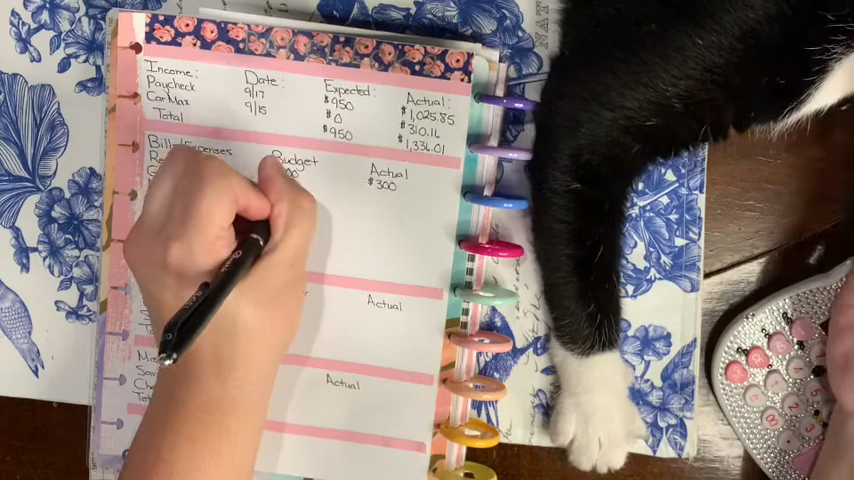 Income: Date: Expected: Actual:
Paycheck 9/17 $950 $1,025.85
CarMax 9/15 $0 $310.16
Total $950 $1,336.01
Bills/Expenses Budget Actual
$300
Actual
Actual